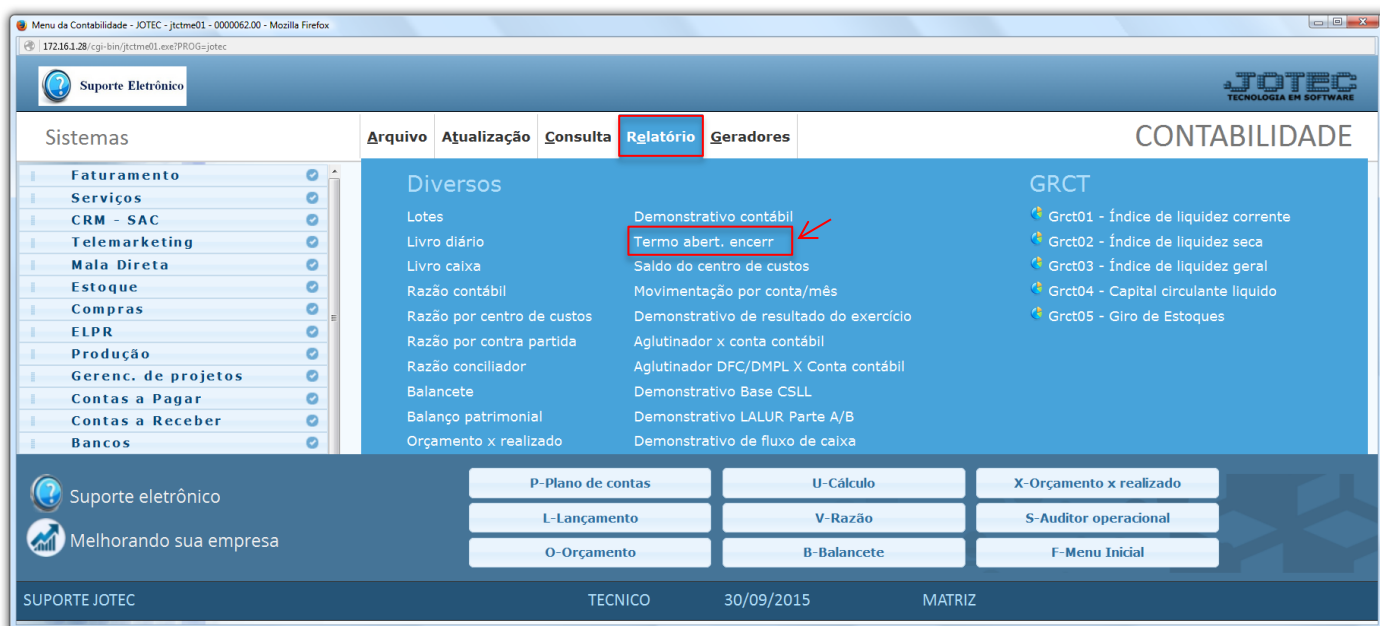 Menu da Contabilidade - JOTEC - jtctme01 - 0000062.00 - Mozilla Firefox
172.16.1.28/cgi-bin/jtctme01.exe?PROG=jotec
Suporte Eletrônico
JOTEC
TECNOLOGIA EM SOFTWARE
Sistemas
Arquivo Atualização Consulta Relatório Geradores
CONTABILIDADE
Faturamento
Serviços
CRM - SAC
Telemarketing
Mala Direta
Estoque
Compras
ELPR
Produção
Gerenc. de projetos
Contas a Pagar
Contas a Receber
Bancos
Diversos
Lotes
Livro diário
Livro caixa
Razão contábil
Razão por centro de custos
Razão por contra partida
Razão conciliador
Balancete
Balanço patrimonial
Orçamento x realizado
Demonstrativo contábil
Termo abert. encerr
Saldo do centro de custos
Movimentação por conta/mês
Demonstrativo de resultado do exercício
Aglutinador x conta contábil
Aglutinador DFC/DMPL X Conta contábil
Demonstrativo Base CSLL
Demonstrativo LALUR Parte A/B
Demonstrativo de fluxo de caixa
GRCT
Grct01 - Índice de liquidez corrente
Grct02 - Índice de liquidez seca
Grct03 - Índice de liquidez geral
Grct04 - Capital circulante liquido
Grct05 - Giro de Estoques
Suporte eletrônico
Melhorando sua empresa
P-Plano de contas U-Cálculo X-Orçamento x realizado
L-Lançamento V-Razão S-Auditor operacional
O-Orçamento B-Balancete F-Menu Inicial
SUPORTE JOTEC TECNICO 30/09/2015 MATRIZ